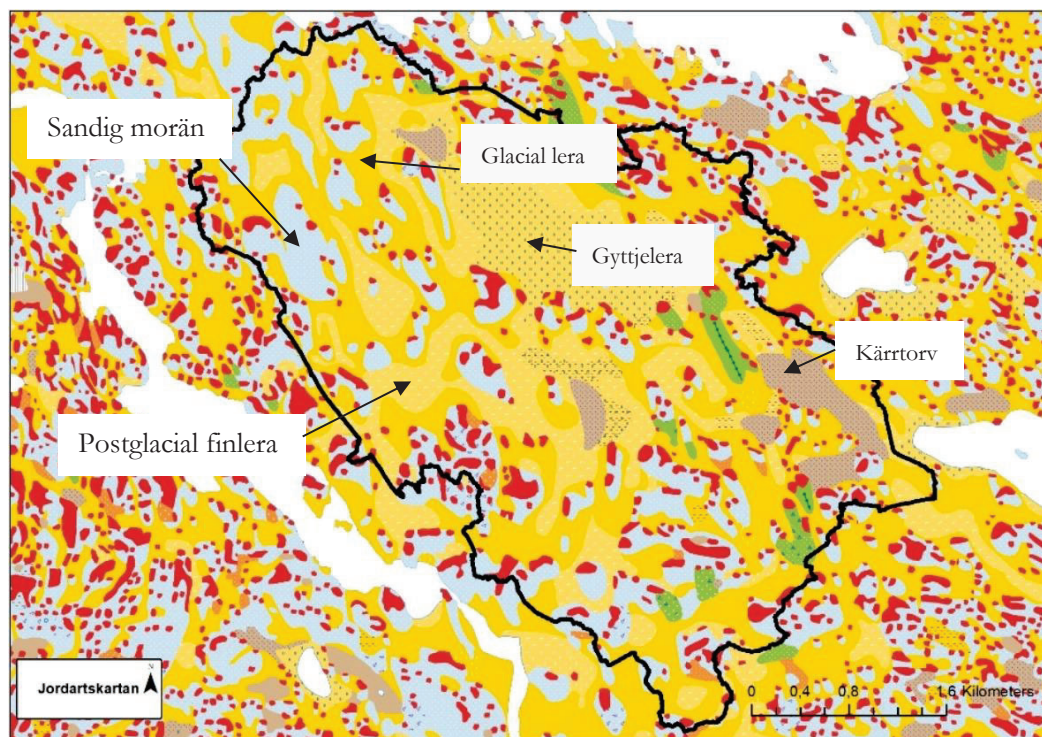 Sandig morän
Glacial lera
Gyttjelera
Kärrtorv
Postglacial finlera
Jordartskartan
0 0,4 0,8 1,6 Kilometers